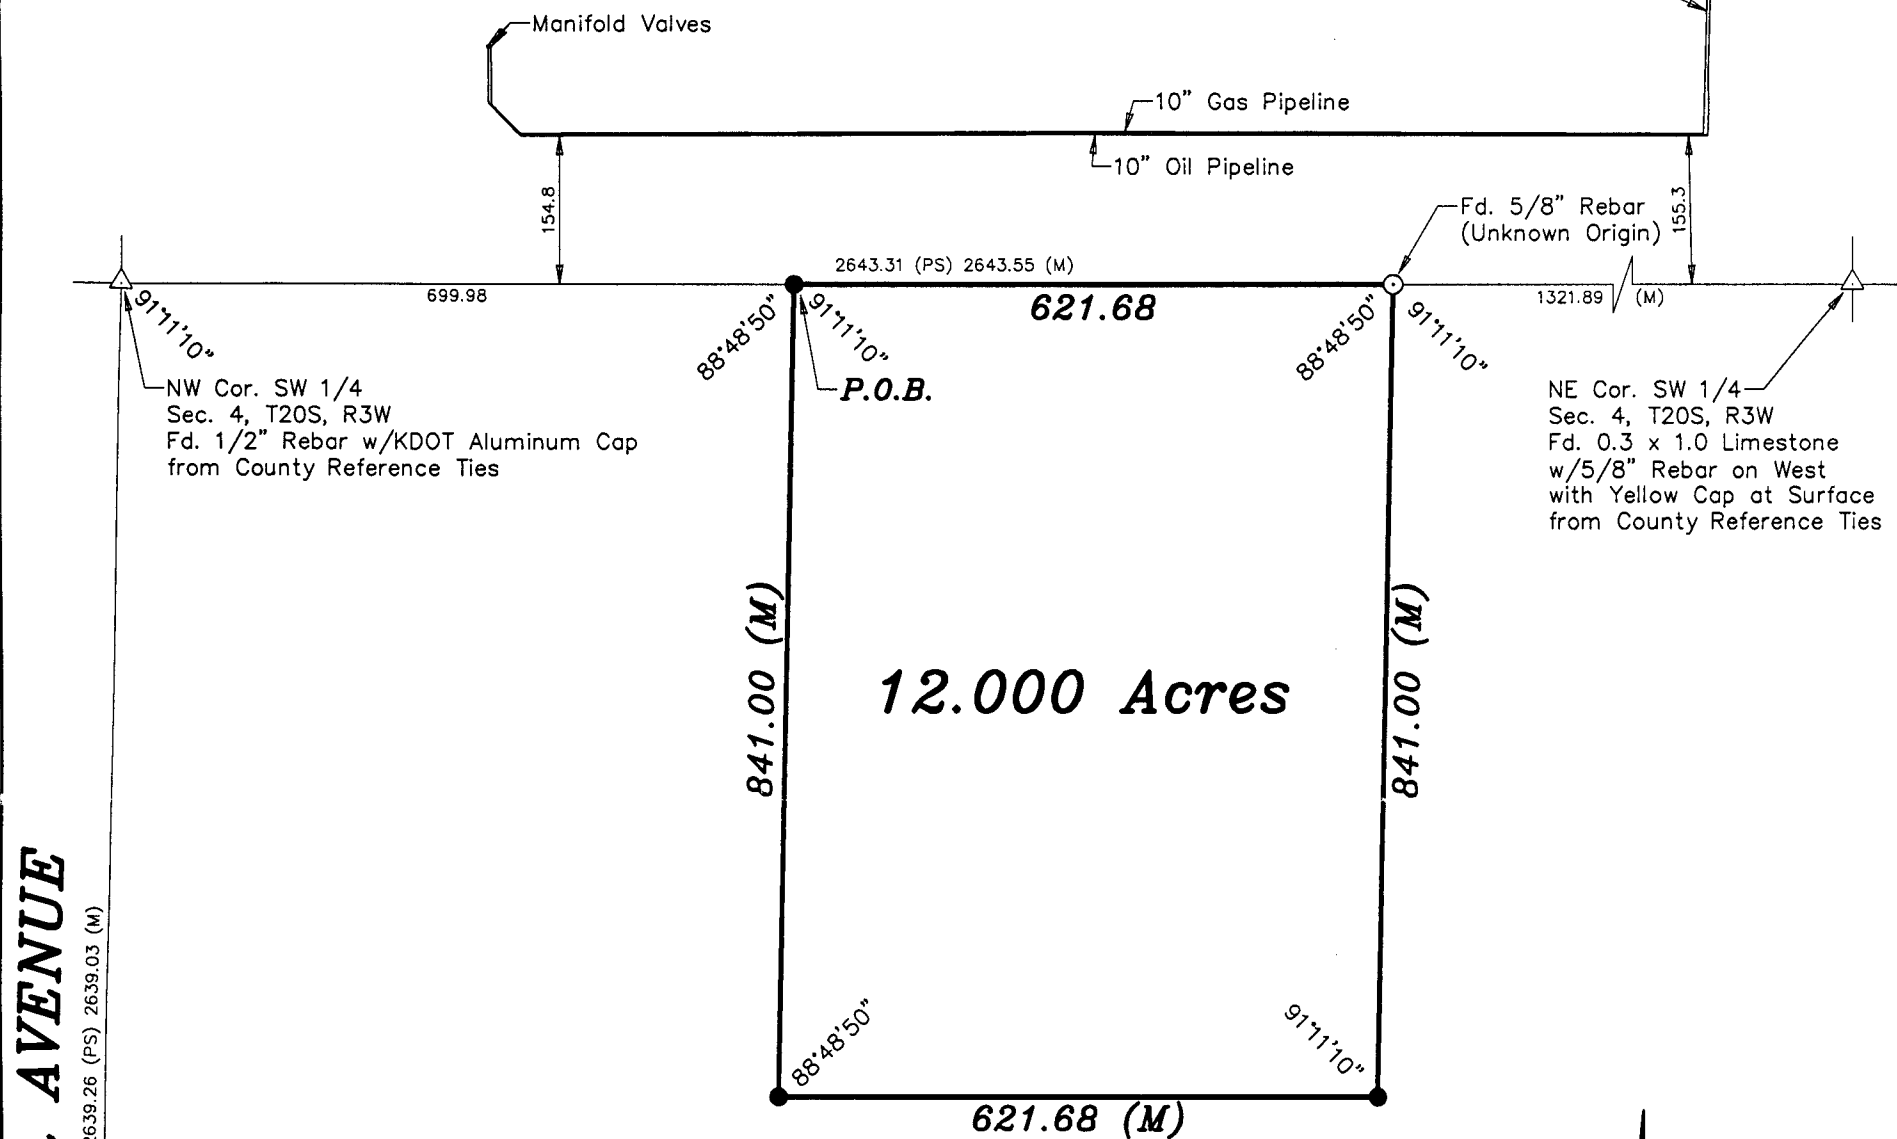 Manifold Valves
10" Gas Pipeline
10" Oil Pipeline
154.8
155.3
Fd. 5/8" Rebar
(Unknown Origin)
2643.31 (PS) 2643.55 (M)
699.98
621.68
1321.89 (M)
91°11'10"
88°48'50"
91°11'10"
88°48'50"
91°11'10"
P.O.B.
NW Cor. SW 1/4
Sec. 4, T20S, R3W
Fd. 1/2" Rebar w/KDOT Aluminum Cap
from County Reference Ties
NE Cor. SW 1/4
Sec. 4, T20S, R3W
Fd. 0.3 x 1.0 Limestone
w/5/8" Rebar on West
with Yellow Cap at Surface
from County Reference Ties
841.00 (M)
12.000 Acres
841.00 (M)
AVENUE
2639.26 (PS) 2639.03 (M)
88°48'50"
91°11'10"
621.68 (M)